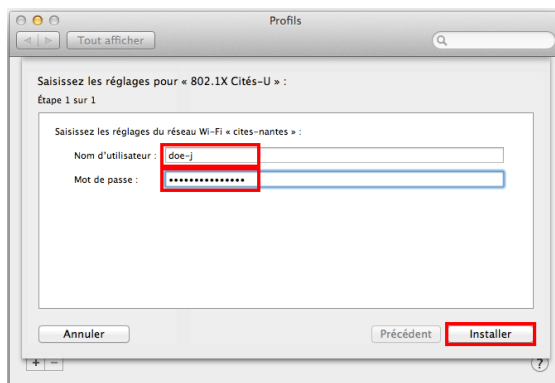 Profils
Tout afficher
Saisissez les réglages pour « 802.1X Cités-U » :
Étape 1 sur 1
Saisissez les réglages du réseau Wi-Fi « cites-nantes » :
Nom d'utilisateur : doe-j
Mot de passe : •••••••••••••••
Annuler Précédent Installer
+ − ?